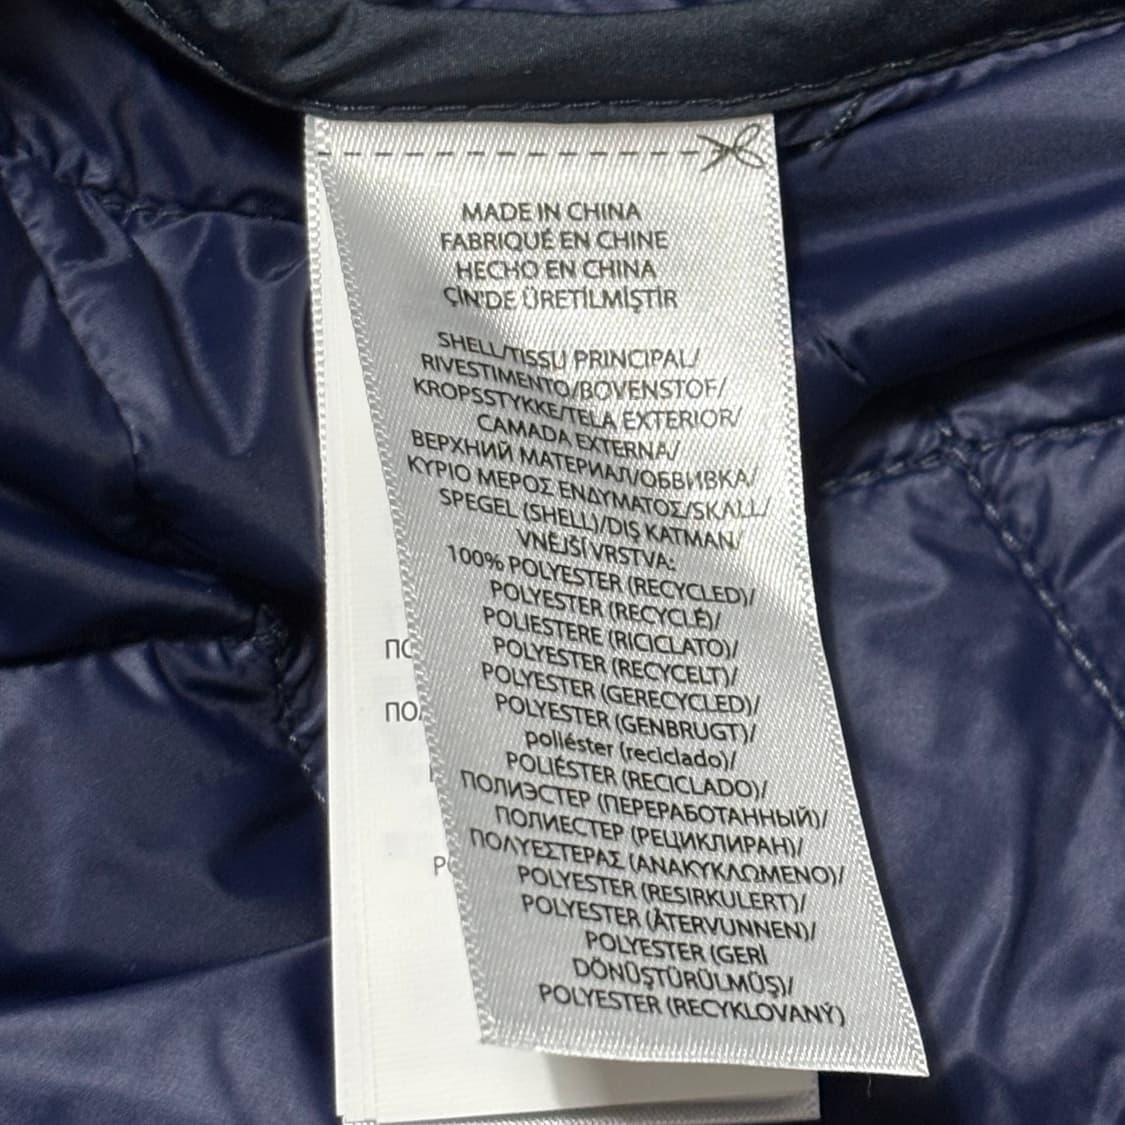 MADE IN CHINA
FABRIQUÉ EN CHINE
HECHO EN CHINA
ÇİN'DE ÜRETILMİŞTİR
SHELL/TISSU PRINCIPAL/
RIVESTIMENTO/BOVENSTOF/
KROPSSTYKKE/TELA EXTERIOR/
CAMADA EXTERNA/
ВЕРХНИЙ МАТЕРИАЛ/ОБВИВКА/
ΚΥΡΙΟ ΜΕΡΟΣ ΕΝΔΥΜΑΤΟΣ/SKALL/
SPEGEL (SHELL)/DIŞ KATMAN/
VNĚJŠÍ VRSTVA:
100% POLYESTER (RECYCLED)/
POLYESTER (RECYCLÉ)/
POLIESTERE (RICICLATO)/
POLYESTER (RECYCELT)/
POLYESTER (GERECYCLED)/
POLYESTER (GENBRUGT)/
poliéster (reciclado)/
POLIÉSTER (RECICLADO)/
ПОЛИЭСТЕР (ПЕРЕРАБОТАННЫЙ)/
ПОЛИЕСТЕР (РЕЦИКЛИРАН)/
ΠΟΛΥΕΣΤΕΡΑΣ (ΑΝΑΚΥΚΛΩΜΕΝΟ)/
POLYESTER (RESIRKULERT)/
POLYESTER (ÅTERVUNNEN)/
POLYESTER (GERİ
DÖNÜŞTÜRÜLMÜŞ)/
POLYESTER (RECYKLOVANÝ)